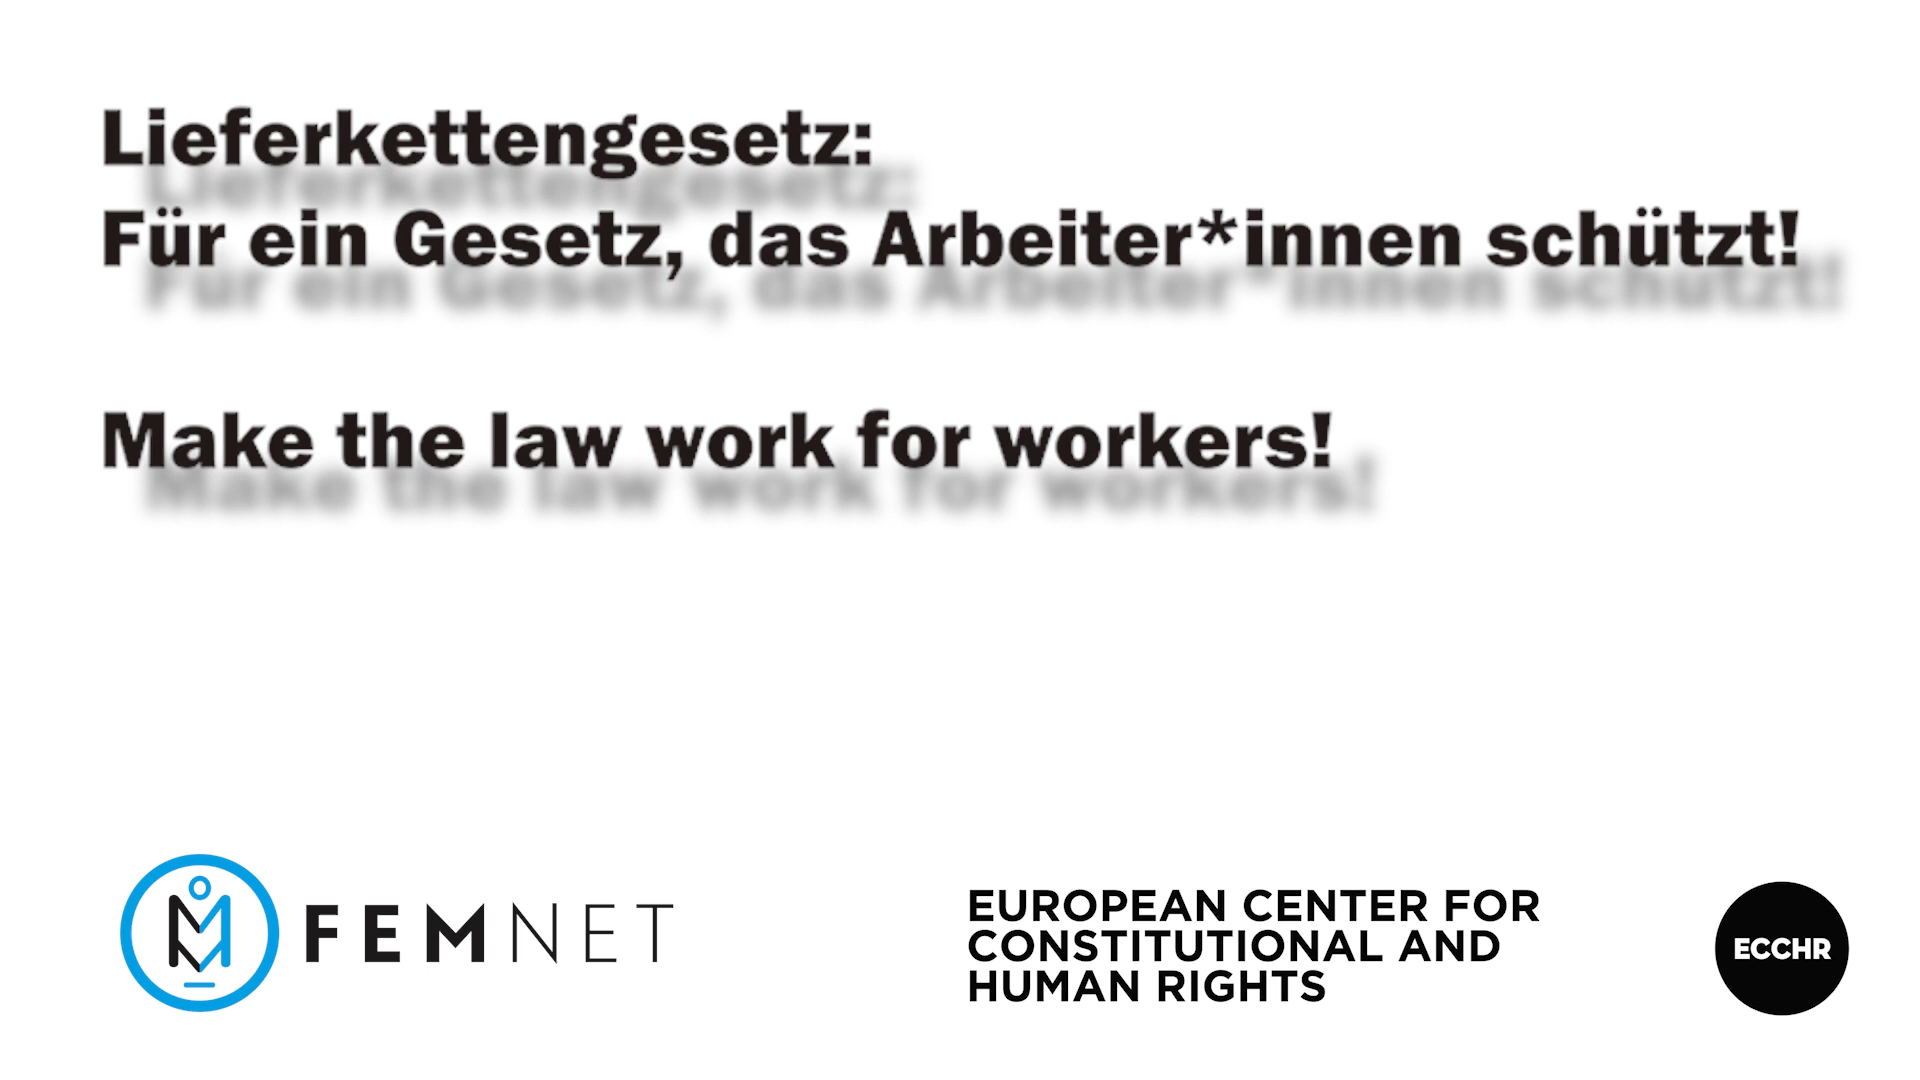 Lieferkettengesetz:
Für ein Gesetz, das Arbeiter*innen schützt!
Make the law work for workers!
FEMNET
EUROPEAN CENTER FOR
CONSTITUTIONAL AND
HUMAN RIGHTS
ECCHR